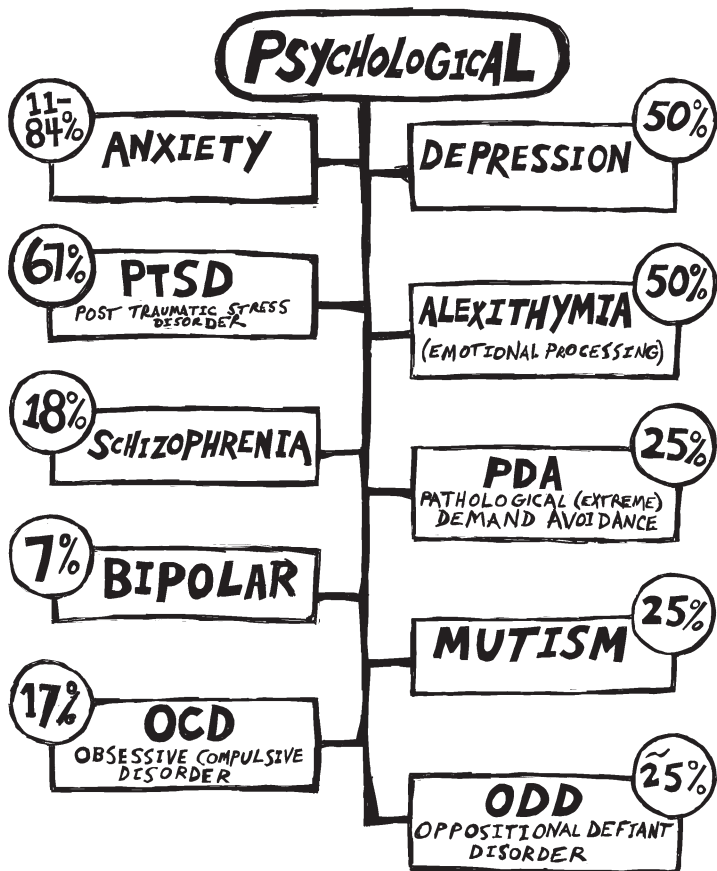 PSYCHOLOGICAL
11-
84%
ANXIETY
50%
DEPRESSION
67%
PTSD
POST TRAUMATIC STRESS
DISORDER
50%
ALEXITHYMIA
(EMOTIONAL PROCESSING)
18%
SCHIZOPHRENIA
25%
PDA
PATHOLOGICAL (EXTREME)
DEMAND AVOIDANCE
7%
BIPOLAR
25%
MUTISM
17%
OCD
OBSESSIVE COMPULSIVE
DISORDER
~25%
ODD
OPPOSITIONAL DEFIANT
DISORDER